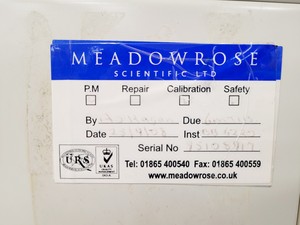 MEADOWROSE
SCIENTIFIC LTD
P.M Repair Calibration Safety
By Due
Date Inst
Serial No
URS UKAS
Tel: 01865 400540 Fax: 01865 400559
www.meadowrose.co.uk